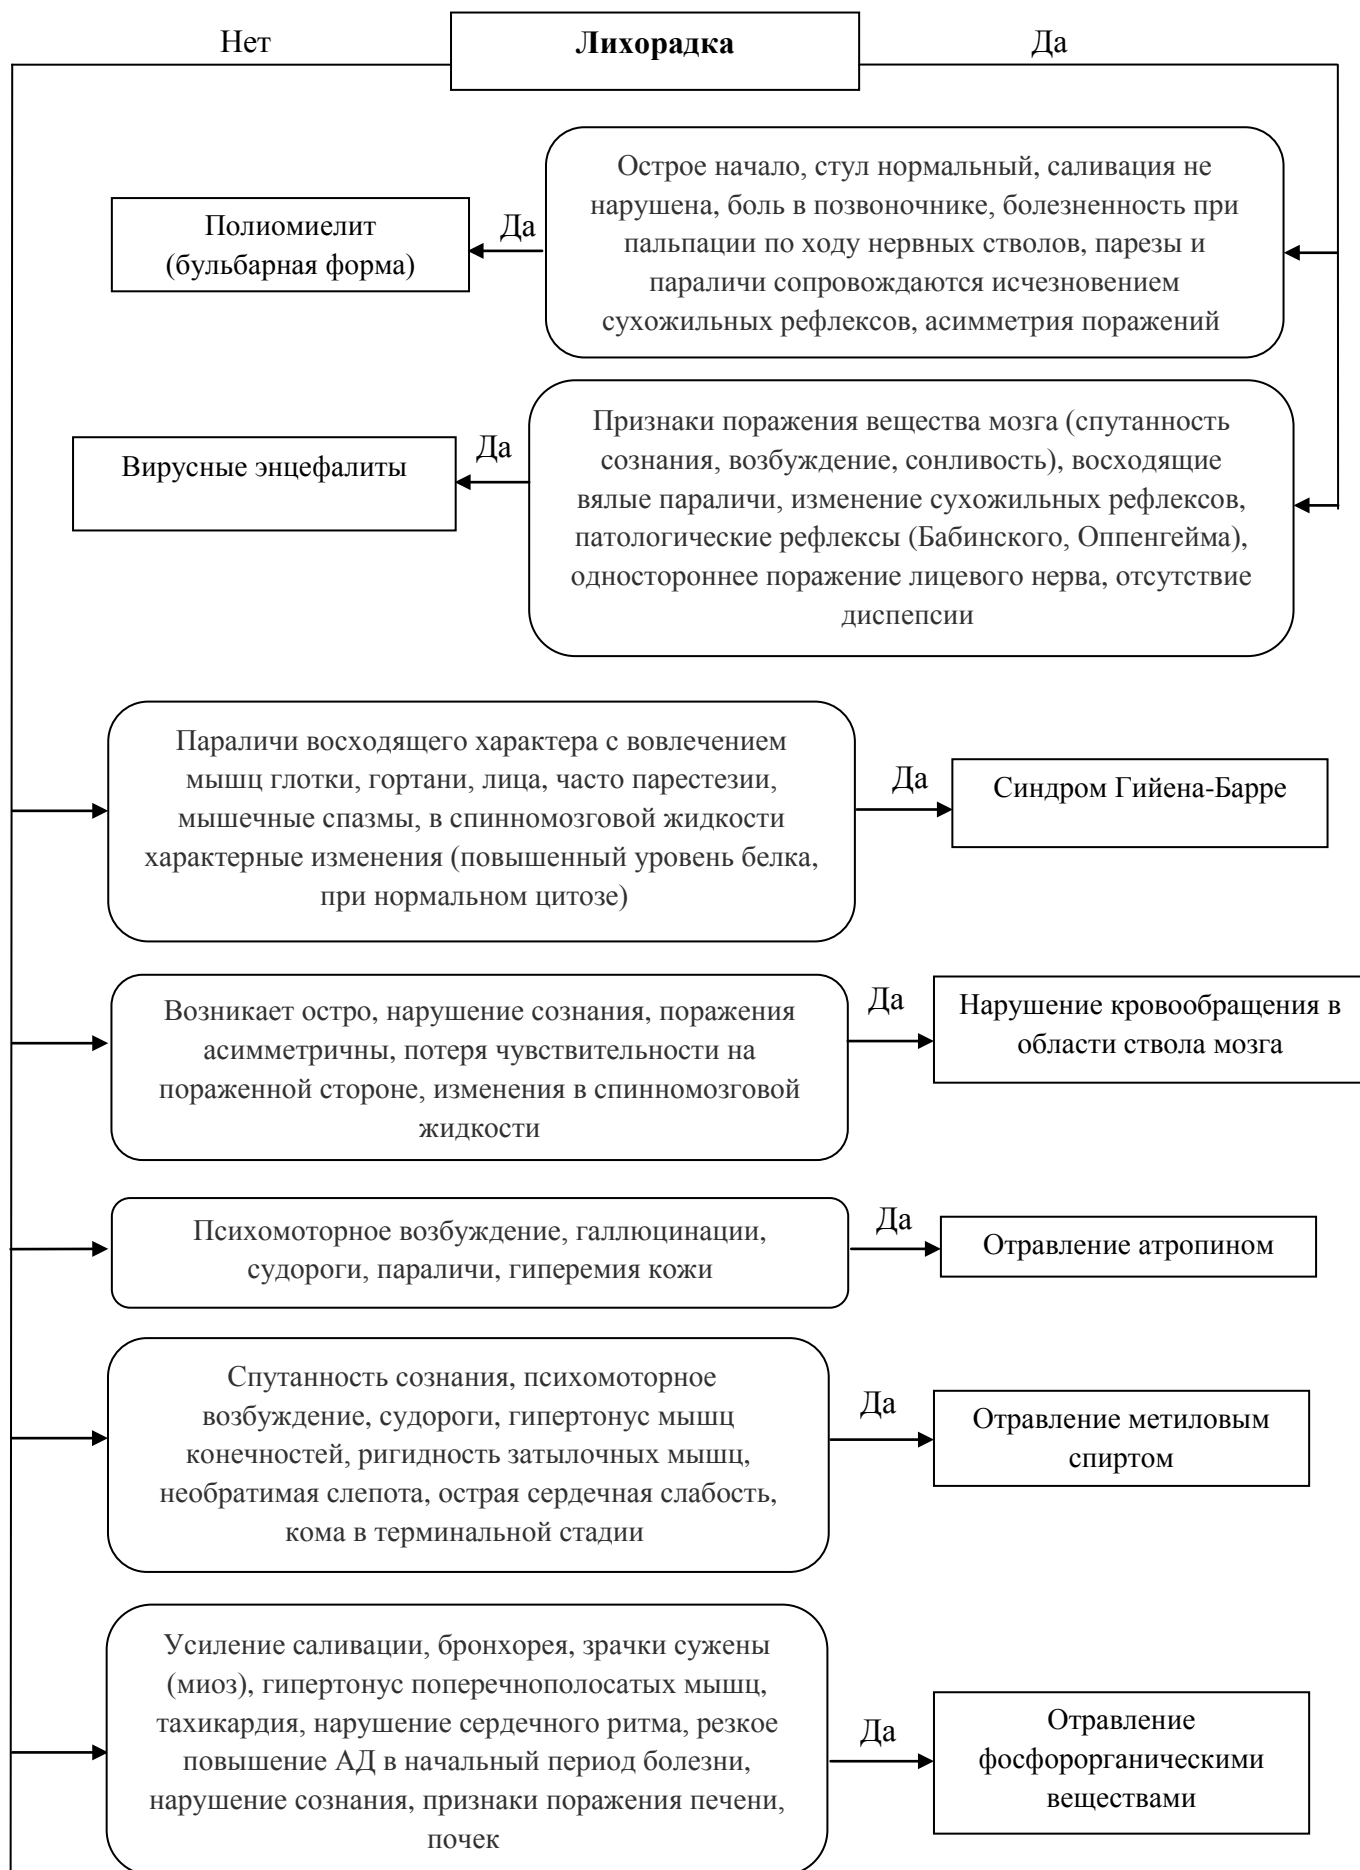 Нет
Лихорадка
Да
Острое начало, стул нормальный, саливация не
нарушена, боль в позвоночнике, болезненность при
пальпации по ходу нервных стволов, парезы и
параличи сопровождаются исчезновением
сухожильных рефлексов, асимметрия поражений
Да
Полиомиелит
(бульбарная форма)
Признаки поражения вещества мозга (спутанность
сознания, возбуждение, сонливость), восходящие
вялые параличи, изменение сухожильных рефлексов,
патологические рефлексы (Бабинского, Оппенгейма),
одностороннее поражение лицевого нерва, отсутствие
диспепсии
Да
Вирусные энцефалиты
Параличи восходящего характера с вовлечением
мышц глотки, гортани, лица, часто парестезии,
мышечные спазмы, в спинномозговой жидкости
характерные изменения (повышенный уровень белка,
при нормальном цитозе)
Да
Синдром Гийена-Барре
Возникает остро, нарушение сознания, поражения
асимметричны, потеря чувствительности на
пораженной стороне, изменения в спинномозговой
жидкости
Да
Нарушение кровообращения в
области ствола мозга
Психомоторное возбуждение, галлюцинации,
судороги, параличи, гиперемия кожи
Да
Отравление атропином
Спутанность сознания, психомоторное
возбуждение, судороги, гипертонус мышц
конечностей, ригидность затылочных мышц,
необратимая слепота, острая сердечная слабость,
кома в терминальной стадии
Да
Отравление метиловым
спиртом
Усиление саливации, бронхорея, зрачки сужены
(миоз), гипертонус поперечнополосатых мышц,
тахикардия, нарушение сердечного ритма, резкое
повышение АД в начальный период болезни,
нарушение сознания, признаки поражения печени,
почек
Да
Отравление
фосфорорганическими
веществами